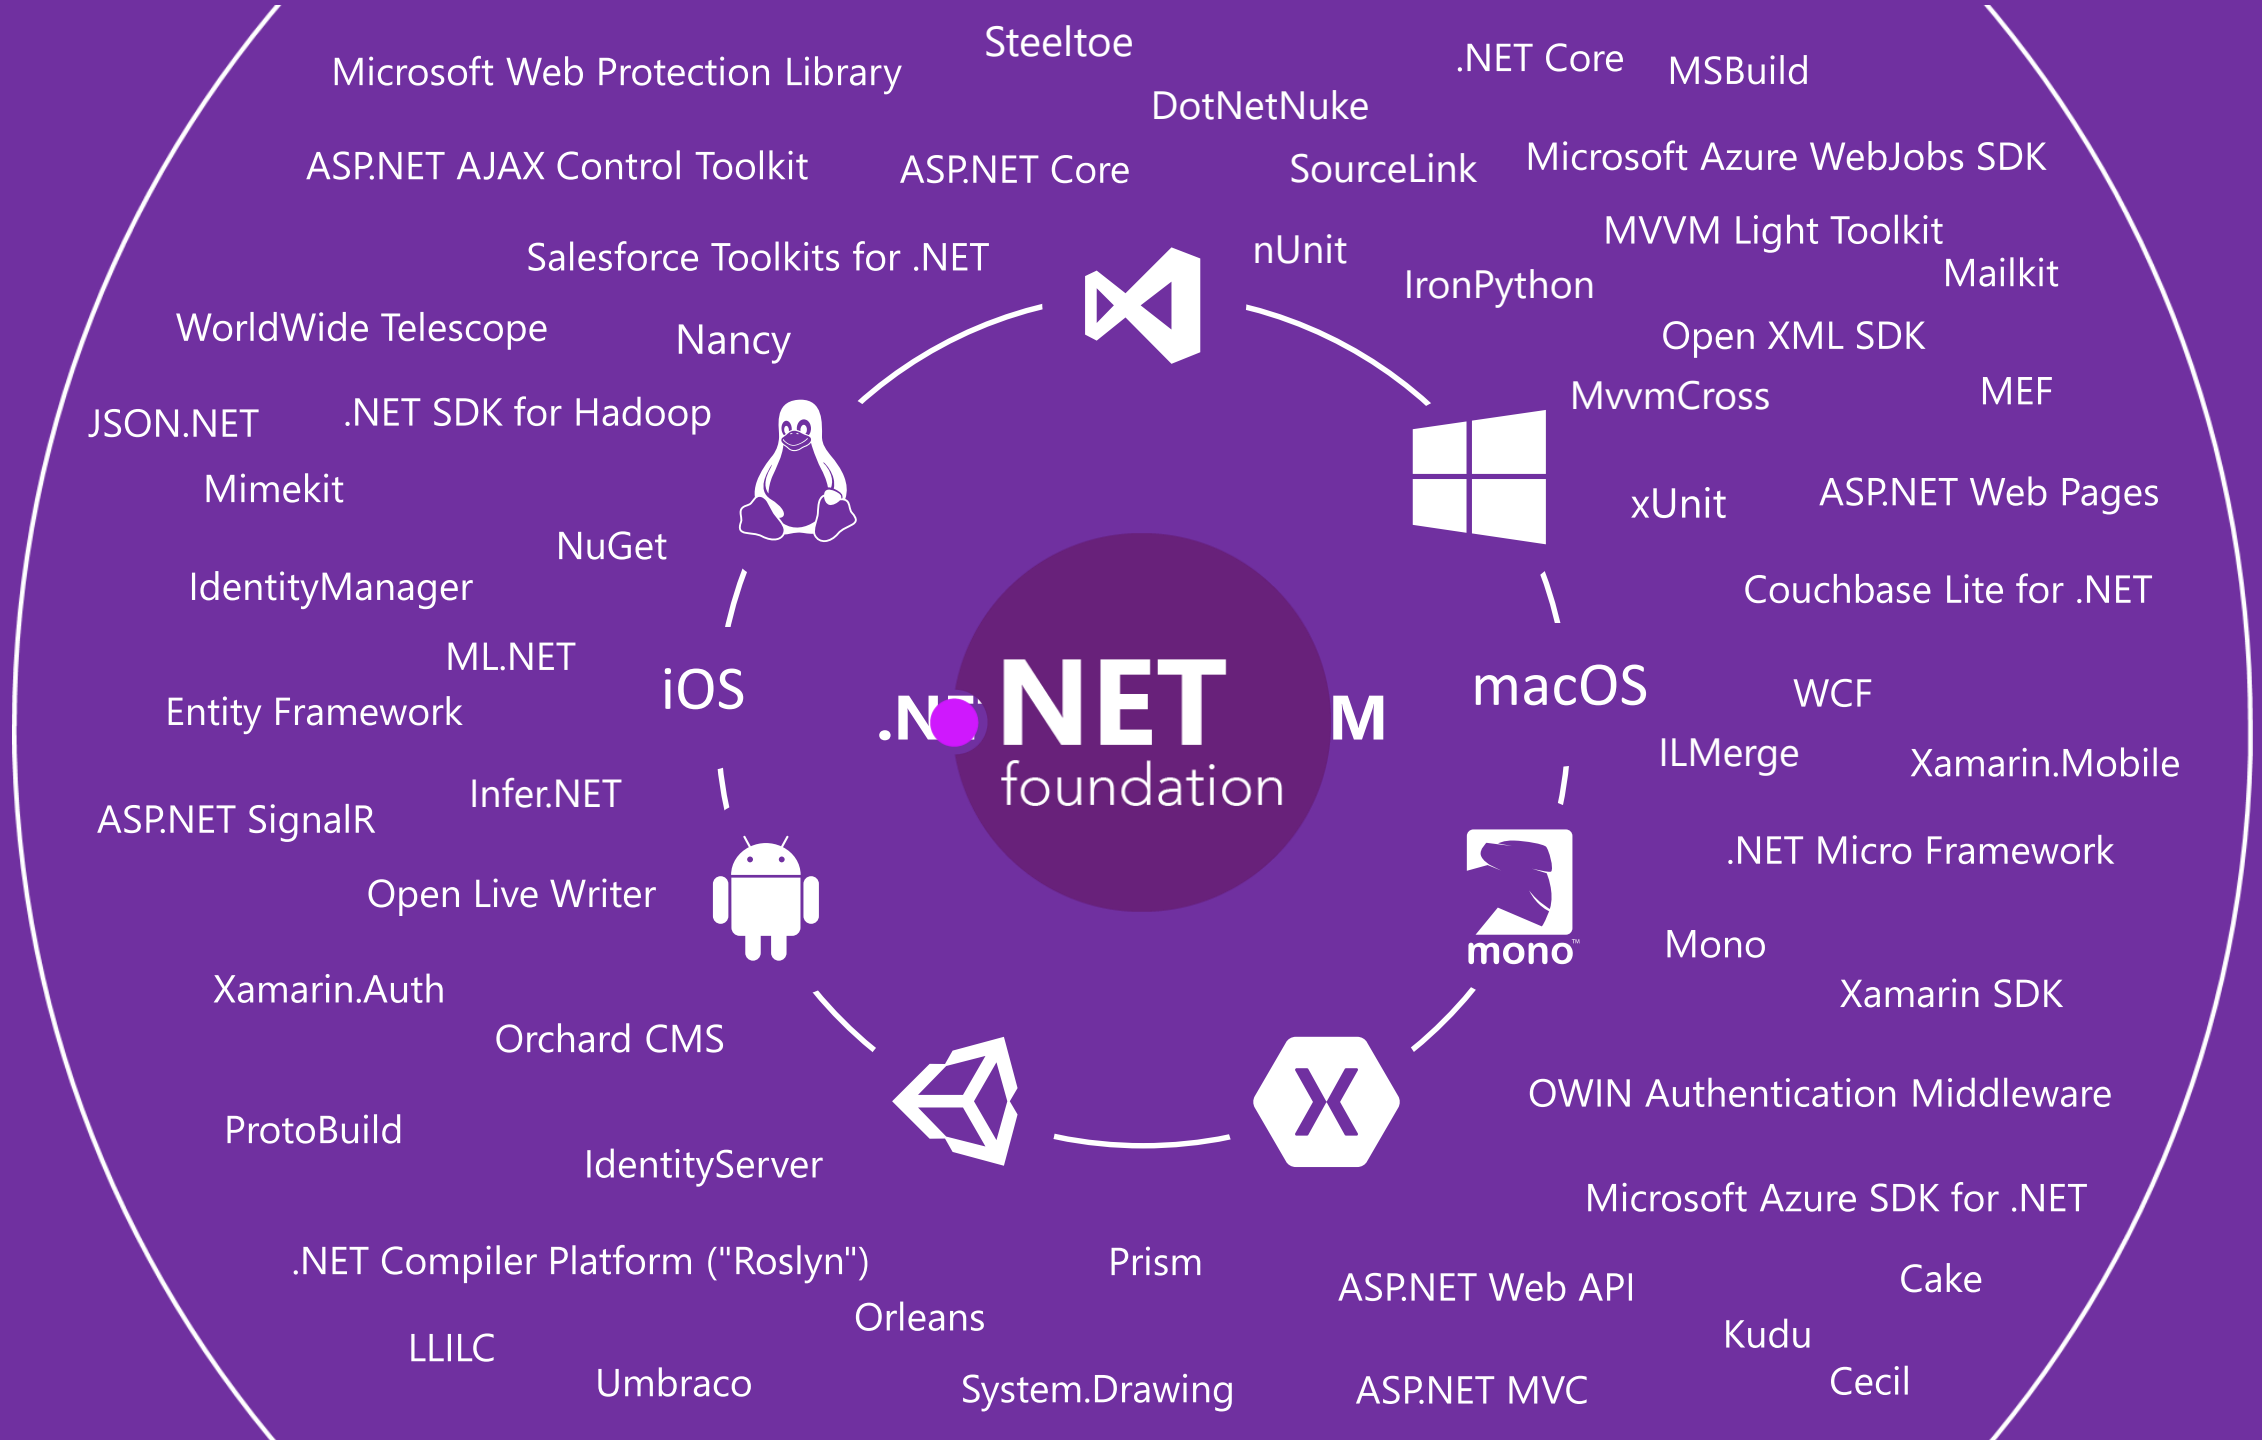 Steeltoe
.NET Core
MSBuild
Microsoft Web Protection Library
DotNetNuke
ASP.NET AJAX Control Toolkit
ASP.NET Core
SourceLink
Microsoft Azure WebJobs SDK
MVVM Light Toolkit
Salesforce Toolkits for .NET
nUnit
IronPython
Mailkit
WorldWide Telescope
Nancy
Open XML SDK
MvvmCross
MEF
JSON.NET
.NET SDK for Hadoop
Mimekit
xUnit
ASP.NET Web Pages
NuGet
IdentityManager
Couchbase Lite for .NET
ML.NET
iOS
macOS
WCF
Entity Framework
.NET
foundation
M
ILMerge
Xamarin.Mobile
Infer.NET
ASP.NET SignalR
.NET Micro Framework
Open Live Writer
mono™
Mono
Xamarin.Auth
Xamarin SDK
Orchard CMS
OWIN Authentication Middleware
ProtoBuild
IdentityServer
Microsoft Azure SDK for .NET
.NET Compiler Platform ("Roslyn")
Prism
ASP.NET Web API
Cake
Orleans
Kudu
LLILC
Umbraco
System.Drawing
ASP.NET MVC
Cecil